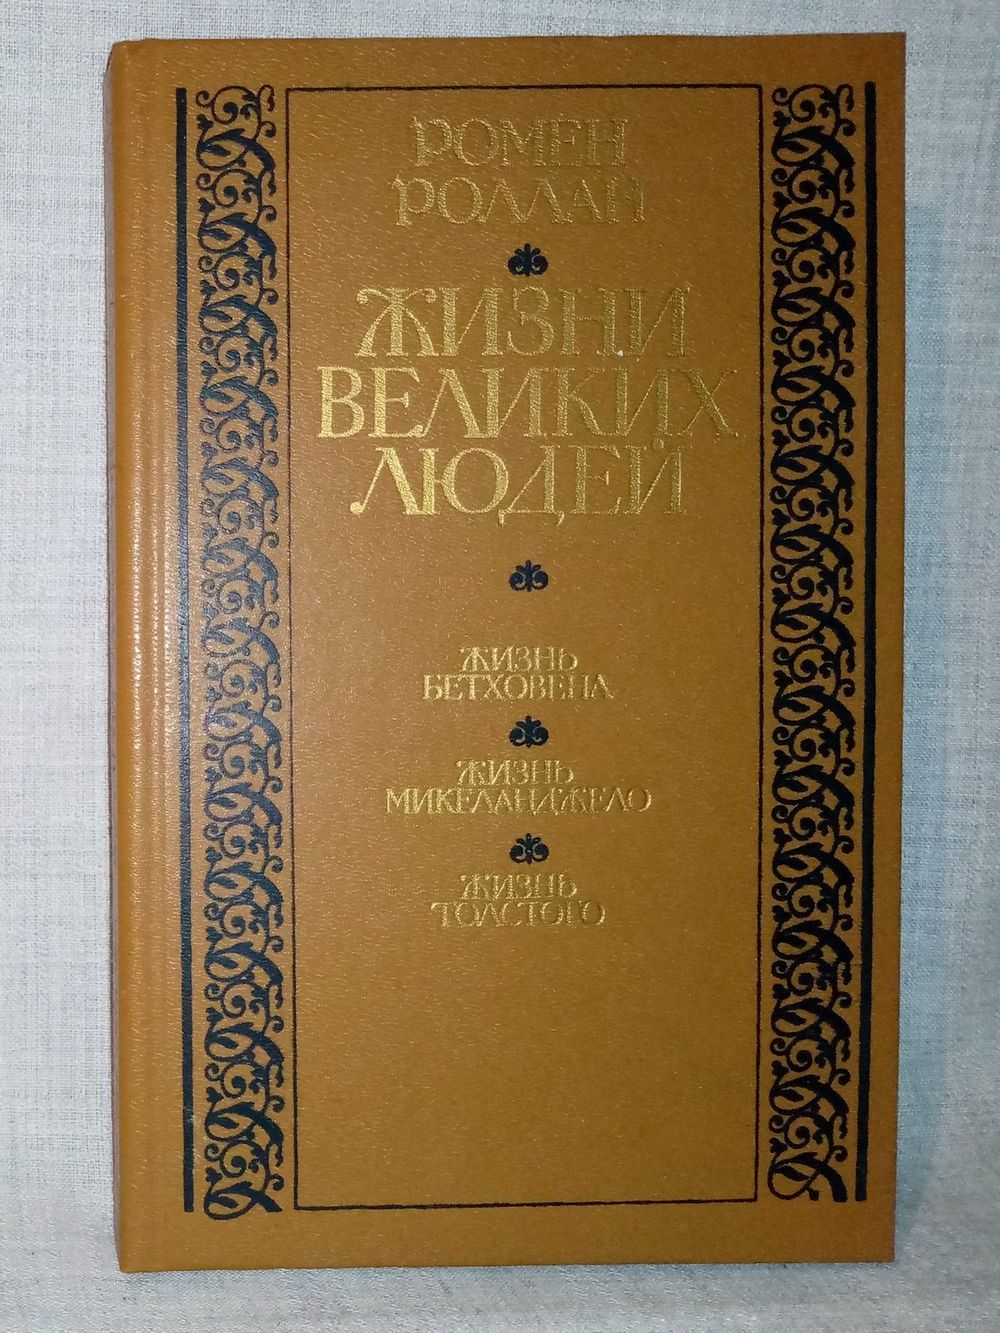 РОМЕН
РОЛЛАН
ЖИЗНИ
ВЕЛИКИХ
ЛЮДЕЙ
ЖИЗНЬ
БЕТХОВЕНА
ЖИЗНЬ
МИКЕЛАНДЖЕЛО
ЖИЗНЬ
ТОЛСТОГО